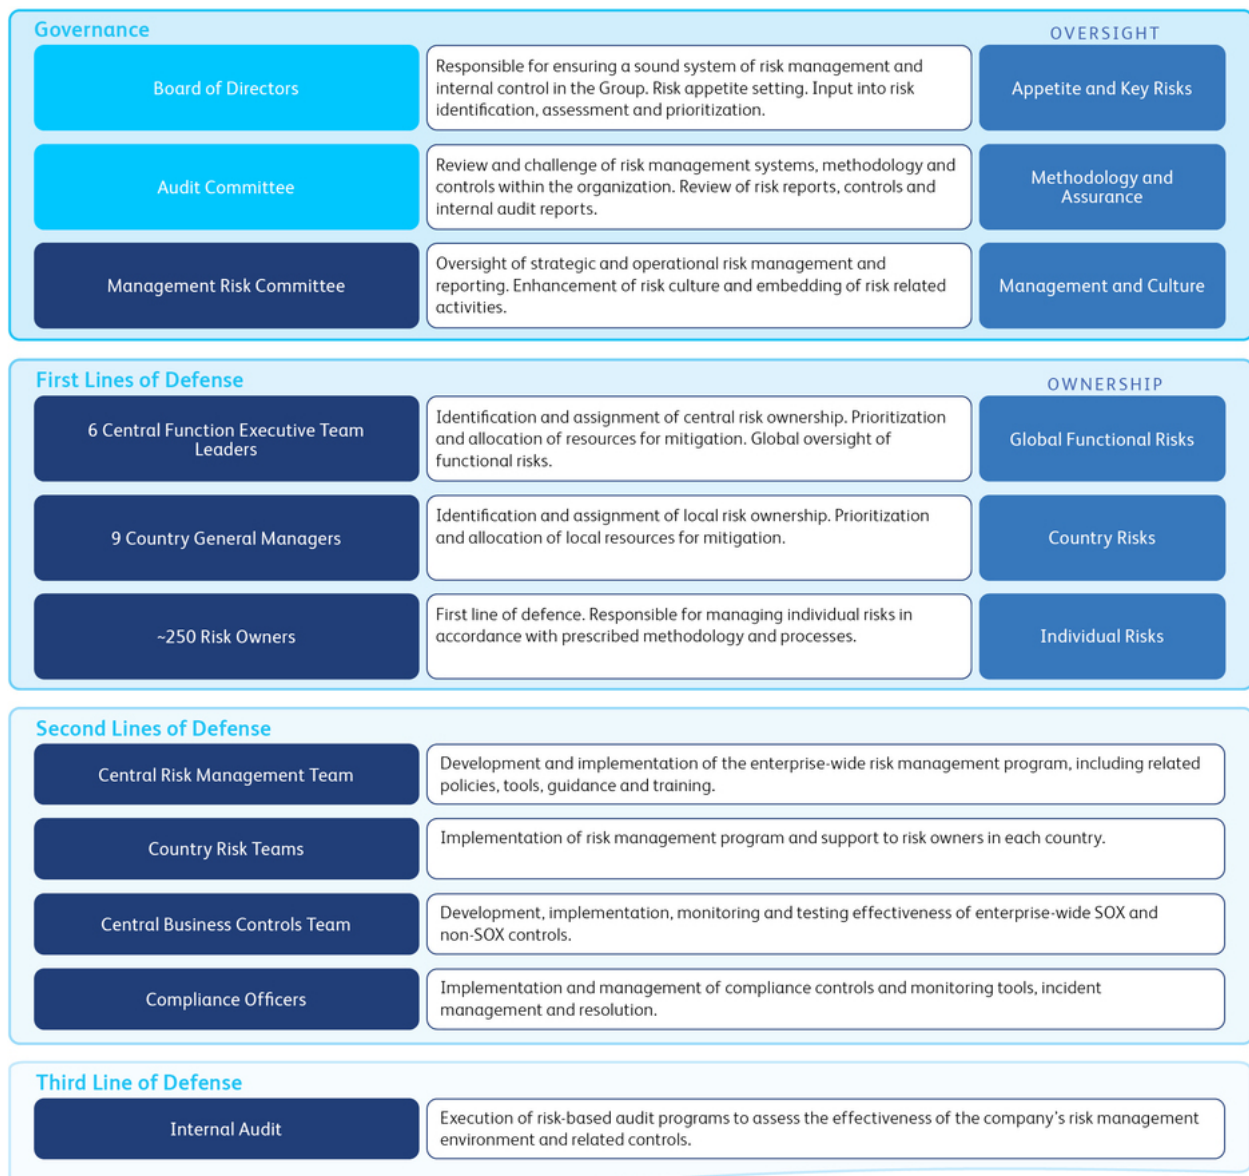 Governance
OVERSIGHT
Board of Directors
Responsible for ensuring a sound system of risk management and
internal control in the Group. Risk appetite setting. Input into risk
identification, assessment and prioritization.
Appetite and Key Risks
Audit Committee
Review and challenge of risk management systems, methodology and
controls within the organization. Review of risk reports, controls and
internal audit reports.
Methodology and
Assurance
Management Risk Committee
Oversight of strategic and operational risk management and
reporting. Enhancement of risk culture and embedding of risk related
activities.
Management and Culture
First Lines of Defense
OWNERSHIP
6 Central Function Executive Team
Leaders
Identification and assignment of central risk ownership. Prioritization
and allocation of resources for mitigation. Global oversight of
functional risks.
Global Functional Risks
9 Country General Managers
Identification and assignment of local risk ownership. Prioritization
and allocation of local resources for mitigation.
Country Risks
~250 Risk Owners
First line of defence. Responsible for managing individual risks in
accordance with prescribed methodology and processes.
Individual Risks
Second Lines of Defense
Central Risk Management Team
Development and implementation of the enterprise-wide risk management program, including related
policies, tools, guidance and training.
Country Risk Teams
Implementation of risk management program and support to risk owners in each country.
Central Business Controls Team
Development, implementation, monitoring and testing effectiveness of enterprise-wide SOX and
non-SOX controls.
Compliance Officers
Implementation and management of compliance controls and monitoring tools, incident
management and resolution.
Third Line of Defense
Internal Audit
Execution of risk-based audit programs to assess the effectiveness of the company's risk management
environment and related controls.